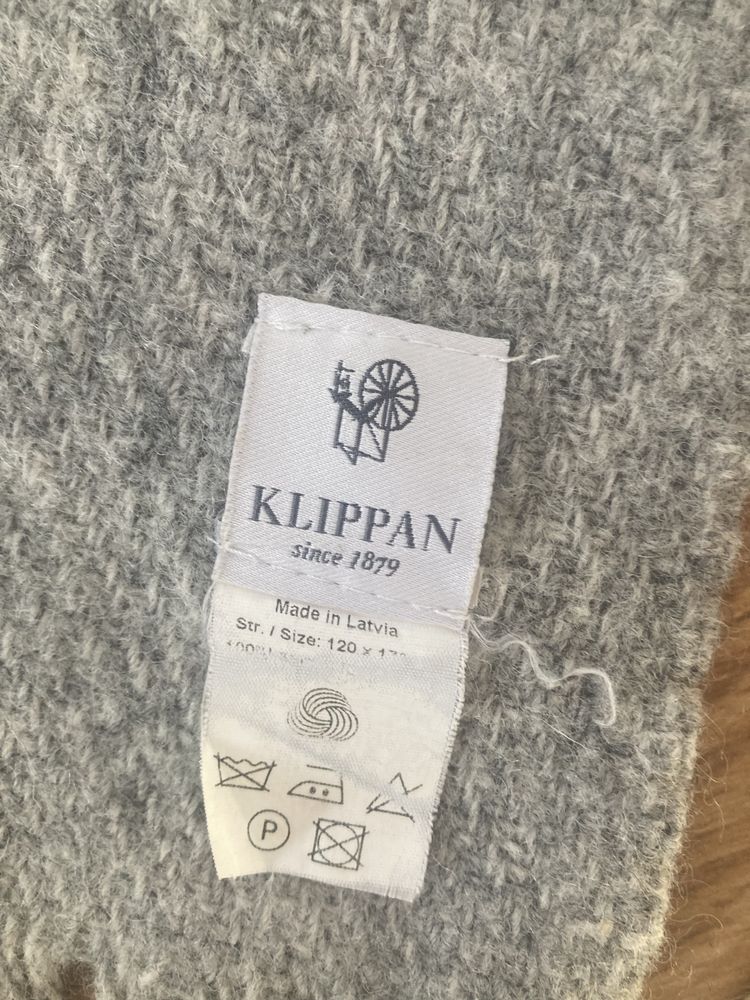 KLIPPAN
since 1879
Made in Latvia
Str. / Size: 120 x
P